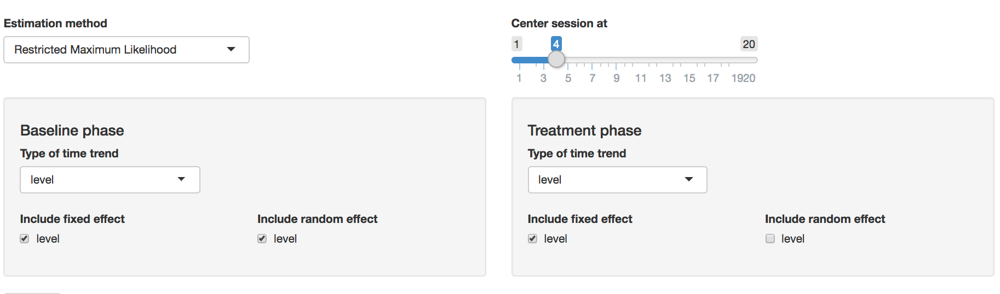 Estimation method
Restricted Maximum Likelihood
Center session at
1 4 20
1 3 5 7 9 11 13 15 17 1920
Baseline phase
Type of time trend
level
Include fixed effect
level
Include random effect
level
Treatment phase
Type of time trend
level
Include fixed effect
level
Include random effect
level